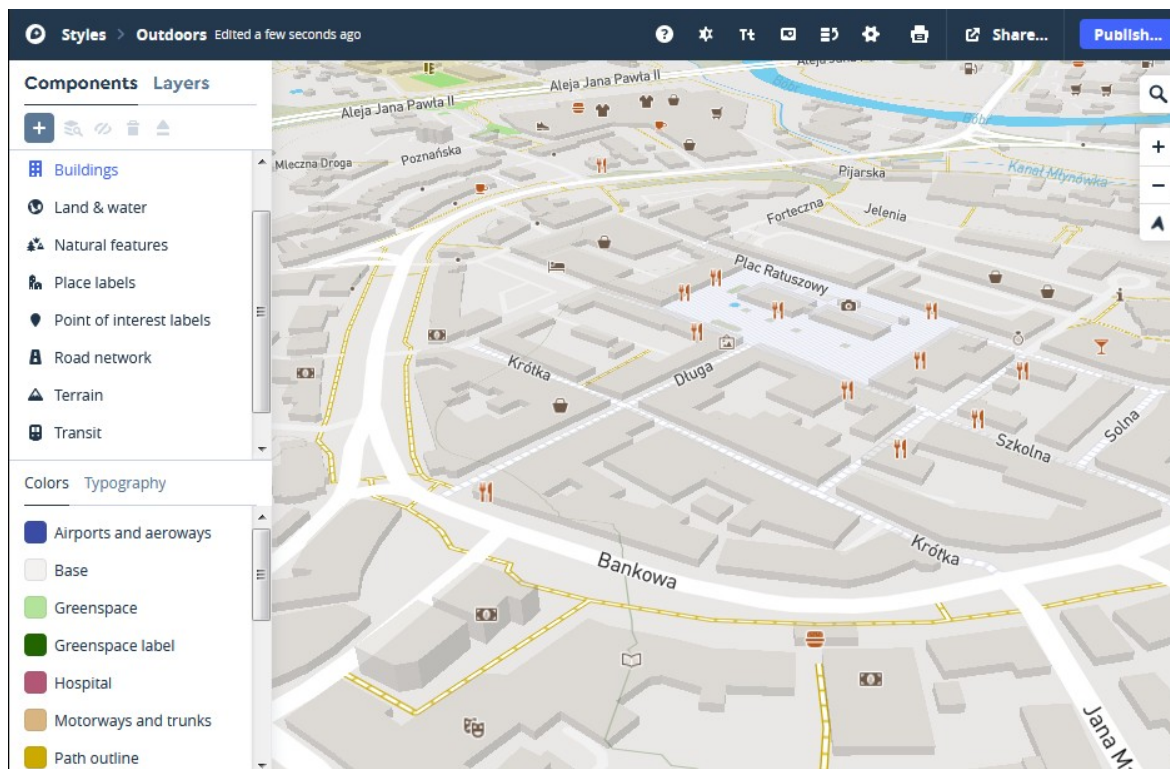 Styles > Outdoors Edited a few seconds ago
Share...
Publish...
Components Layers
Buildings
Land & water
Natural features
Place labels
Point of interest labels
Road network
Terrain
Transit
Colors Typography
Airports and aeroways
Base
Greenspace
Greenspace label
Hospital
Motorways and trunks
Path outline
Aleja Jana Pawła II
Aleja Jana Pawła II
Bóbr
Mleczna Droga
Poznańska
Pijarska
Kanał Młynówka
Forteczna
Jelenia
Plac Ratuszowy
Krótka
Długa
Solna
Szkolna
Krótka
Bankowa
Jana M